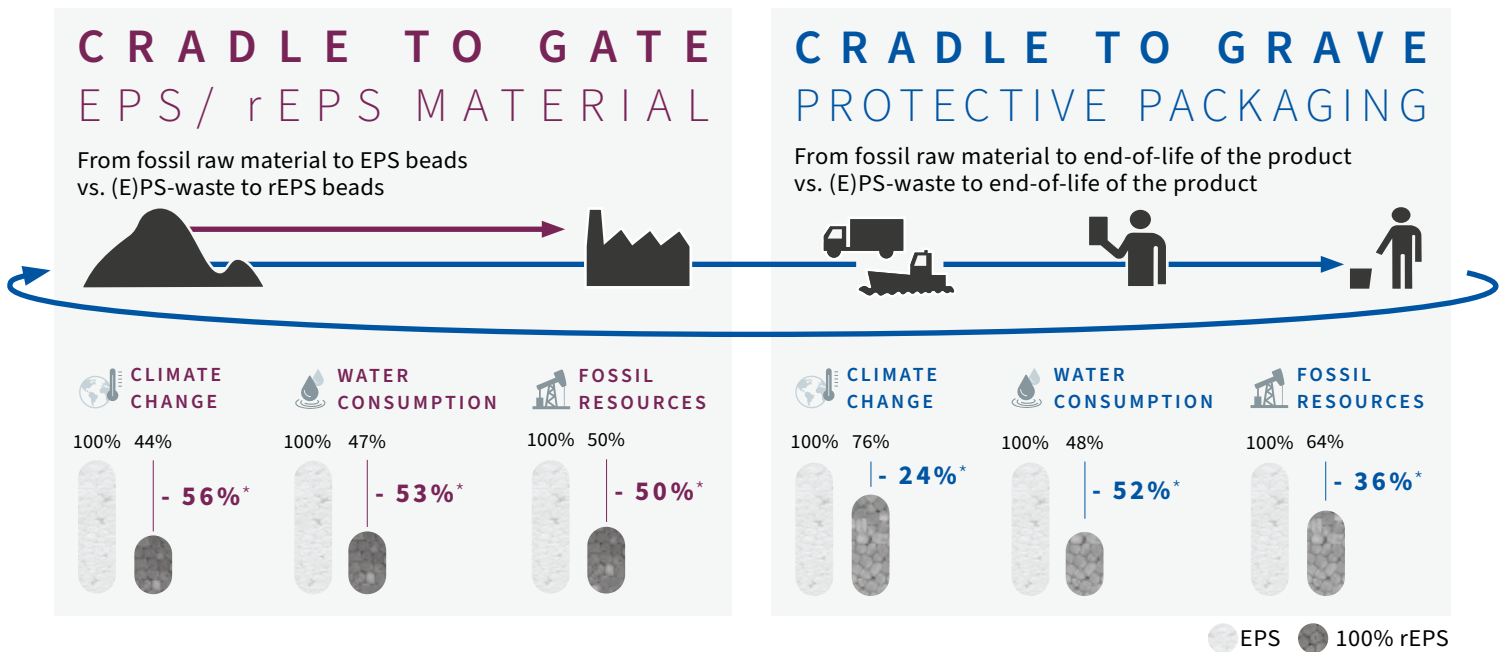 CRADLE TO GATE
EPS/ rEPS MATERIAL
From fossil raw material to EPS beads
vs. (E)PS-waste to rEPS beads
CLIMATE
CHANGE
100% 44%
- 56%*
WATER
CONSUMPTION
100% 47%
- 53%*
FOSSIL
RESOURCES
100% 50%
- 50%*
CRADLE TO GRAVE
PROTECTIVE PACKAGING
From fossil raw material to end-of-life of the product
vs. (E)PS-waste to end-of-life of the product
CLIMATE
CHANGE
100% 76%
- 24%*
WATER
CONSUMPTION
100% 48%
- 52%*
FOSSIL
RESOURCES
100% 64%
- 36%*
EPS 100% rEPS